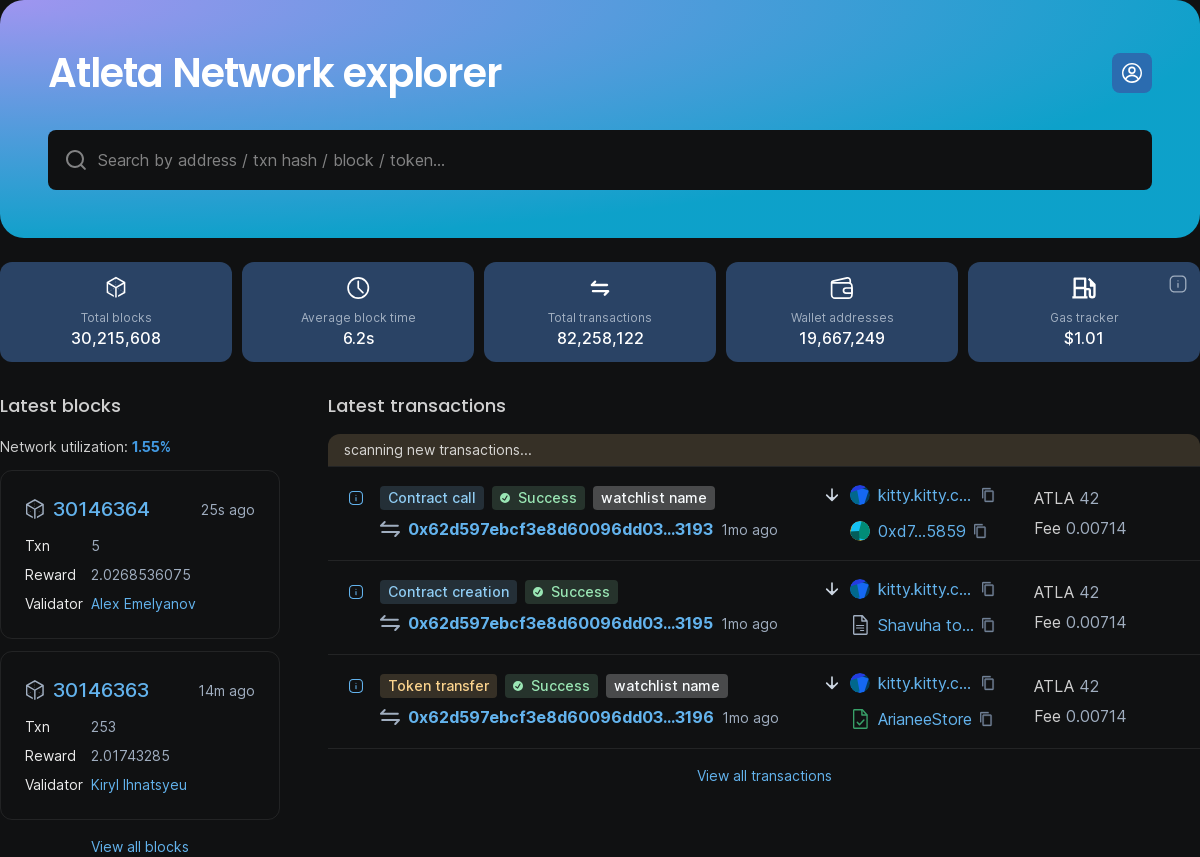 Atleta Network explorer
Search by address / txn hash / block / token...
Total blocks
30,215,608
Average block time
6.2s
Total transactions
82,258,122
Wallet addresses
19,667,249
Gas tracker
$1.01
Latest blocks
Network utilization: 1.55%
30146364 25s ago
Txn 5
Reward 2.0268536075
Validator Alex Emelyanov
30146363 14m ago
Txn 253
Reward 2.01743285
Validator Kiryl Ihnatsyeu
View all blocks
Latest transactions
scanning new transactions...
Contract call Success watchlist name
0x62d597ebcf3e8d60096dd03...3193 1mo ago
kitty.kitty.c...
0xd7...5859
ATLA 42
Fee 0.00714
Contract creation Success
0x62d597ebcf3e8d60096dd03...3195 1mo ago
kitty.kitty.c...
Shavuha to...
ATLA 42
Fee 0.00714
Token transfer Success watchlist name
0x62d597ebcf3e8d60096dd03...3196 1mo ago
kitty.kitty.c...
ArianeeStore
ATLA 42
Fee 0.00714
View all transactions